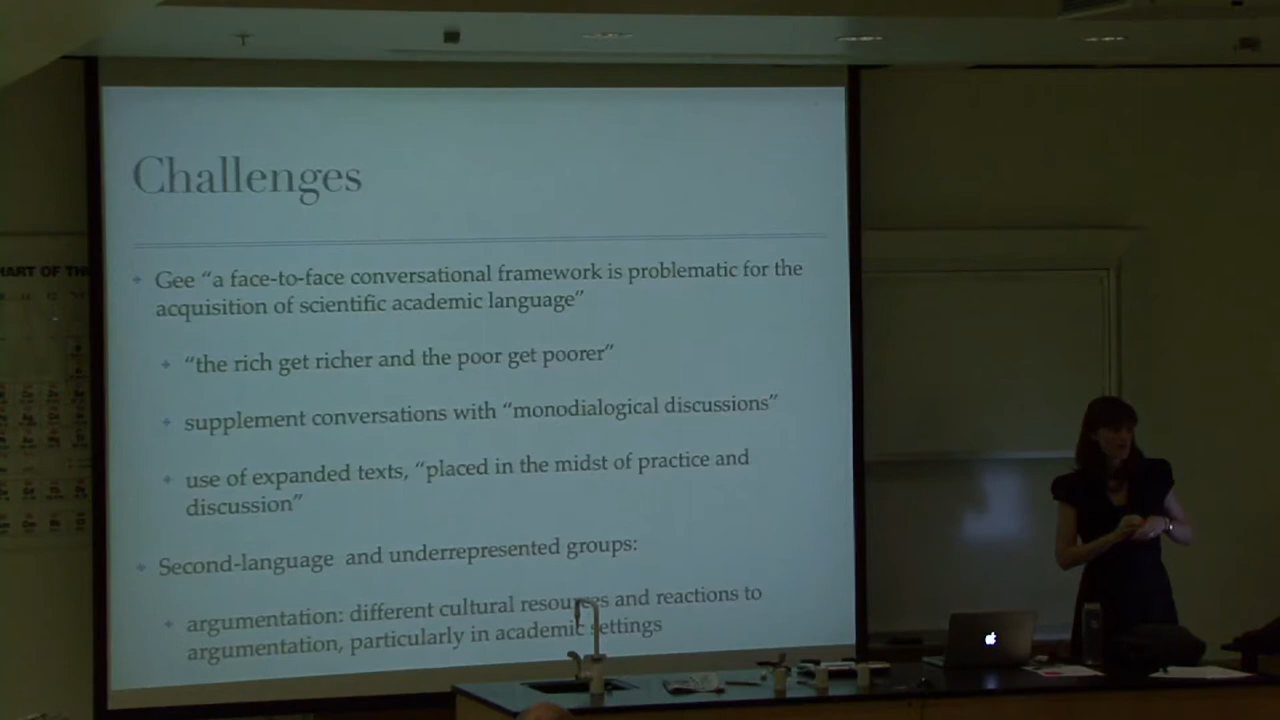 Challenges
HART OF TH
Gee “a face-to-face conversational framework is problematic for the
acquisition of scientific academic language”
“the rich get richer and the poor get poorer”
supplement conversations with “monodialogical discussions”
use of expanded texts, “placed in the midst of practice and
discussion”
Second-language and underrepresented groups:
argumentation: different cultural resources and reactions to
argumentation, particularly in academic settings